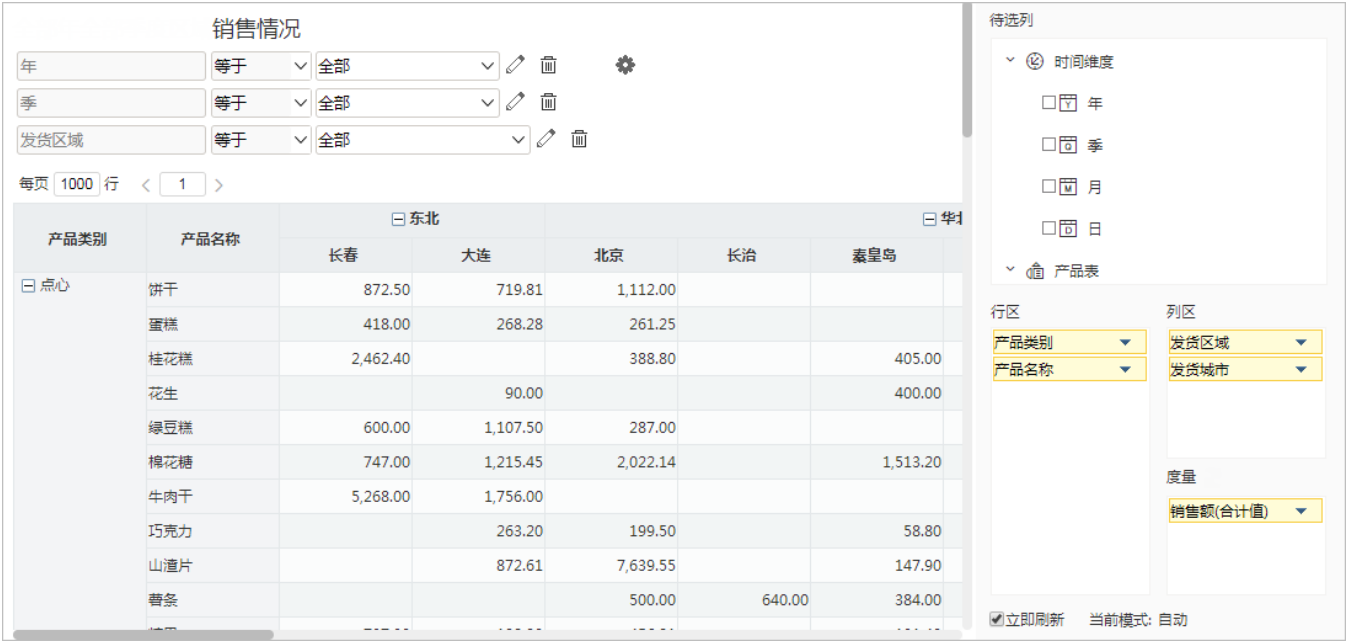 销售情况
年 等于 全部
季 等于 全部
发货区域 等于 全部
每页 1000 行 1
产品类别 产品名称 东北
长春 大连 北京 长治 秦皇岛
点心 饼干 872.50 719.81 1,112.00
蛋糕 418.00 268.28 261.25
桂花糕 2,462.40 388.80 405.00
花生 90.00 400.00
绿豆糕 600.00 1,107.50 287.00
棉花糖 747.00 1,215.45 2,022.14 1,513.20
牛肉干 5,268.00 1,756.00
巧克力 263.20 199.50 58.80
山渣片 872.61 7,639.55 147.90
薯条 500.00 640.00 384.00
待选列
时间维度
Y 年
Q 季
M 月
D 日
产品表
行区 列区
产品类别 发货区域
产品名称 发货城市
度量
销售额(合计值)
立即刷新 当前模式: 自动